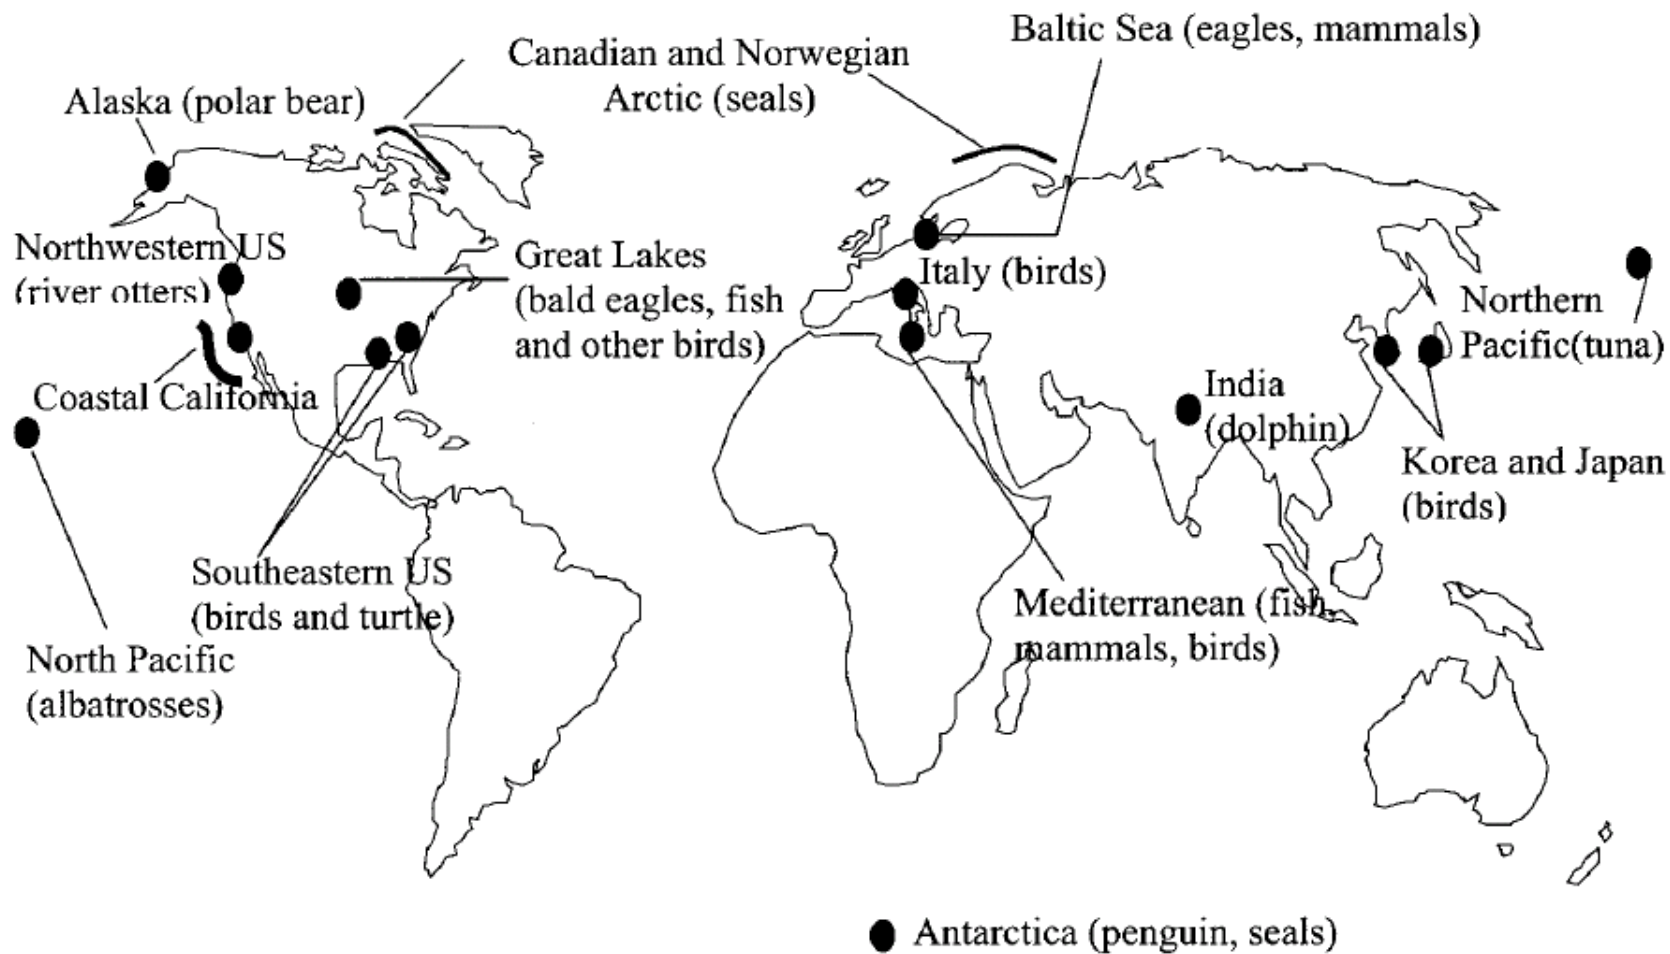 Baltic Sea (eagles, mammals)
Canadian and Norwegian
Arctic (seals)
Alaska (polar bear)
Northwestern US
(river otters)
Great Lakes
(bald eagles, fish
and other birds)
Italy (birds)
Northern
Pacific(tuna)
Coastal California
India
(dolphin)
Korea and Japan
(birds)
Southeastern US
(birds and turtle)
Mediterranean (fish,
mammals, birds)
North Pacific
(albatrosses)
Antarctica (penguin, seals)